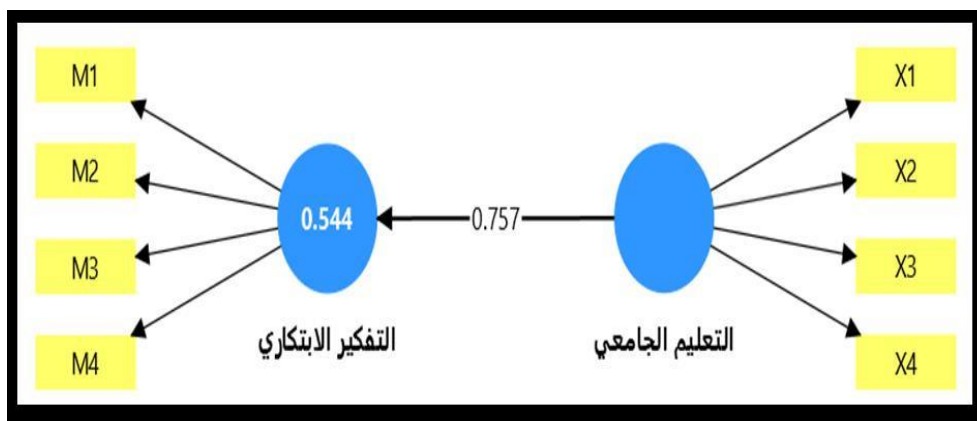 M1
M2
M3
M4
0.544
التفكير الابتكاري
0.757
التعليم الجامعي
X1
X2
X3
X4